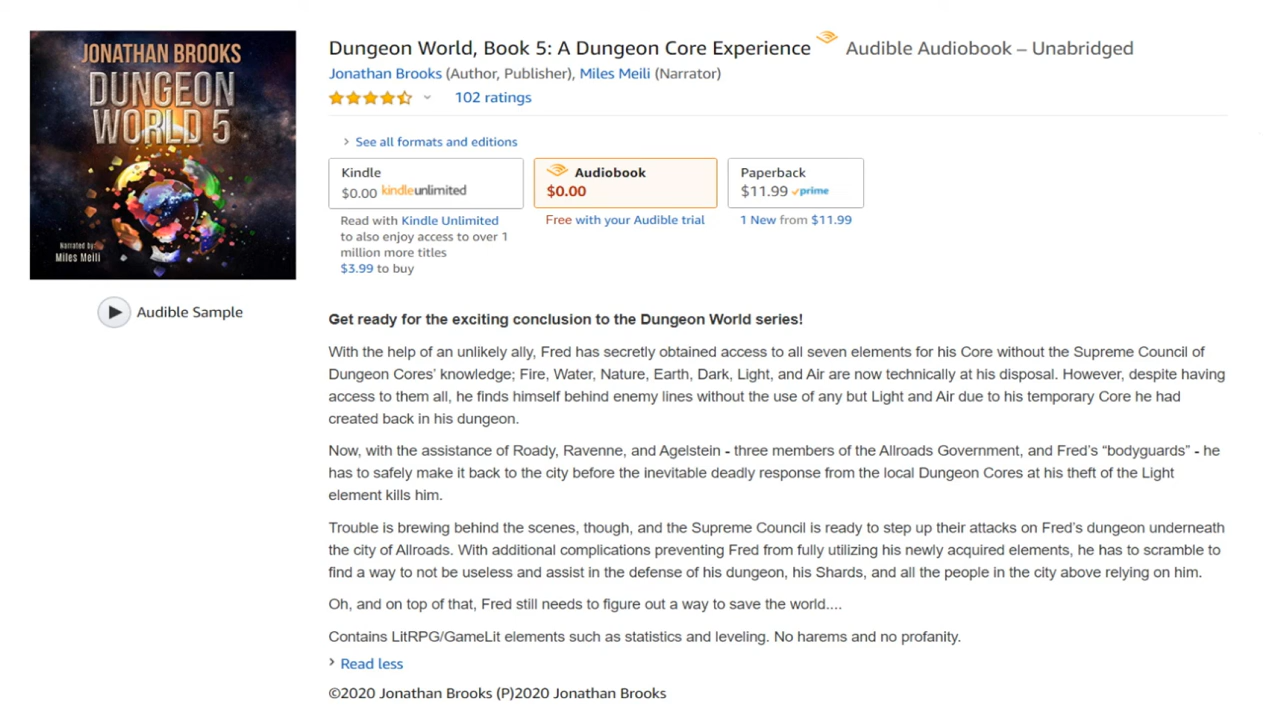 JONATHAN BROOKS
DUNGEON
WORLD 5
Narrated by:
Miles Meili
Audible Sample
Dungeon World, Book 5: A Dungeon Core Experience Audible Audiobook – Unabridged
Jonathan Brooks (Author, Publisher), Miles Meili (Narrator)
102 ratings
See all formats and editions
Kindle
$0.00 kindleunlimited
Read with Kindle Unlimited
to also enjoy access to over 1
million more titles
$3.99 to buy
Audiobook
$0.00
Free with your Audible trial
Paperback
$11.99 prime
1 New from $11.99
Get ready for the exciting conclusion to the Dungeon World series!
With the help of an unlikely ally, Fred has secretly obtained access to all seven elements for his Core without the Supreme Council of
Dungeon Cores' knowledge; Fire, Water, Nature, Earth, Dark, Light, and Air are now technically at his disposal. However, despite having
access to them all, he finds himself behind enemy lines without the use of any but Light and Air due to his temporary Core he had
created back in his dungeon.
Now, with the assistance of Roady, Ravenne, and Agelstein - three members of the Allroads Government, and Fred's "bodyguards" - he
has to safely make it back to the city before the inevitable deadly response from the local Dungeon Cores at his theft of the Light
element kills him.
Trouble is brewing behind the scenes, though, and the Supreme Council is ready to step up their attacks on Fred's dungeon underneath
the city of Allroads. With additional complications preventing Fred from fully utilizing his newly acquired elements, he has to scramble to
find a way to not be useless and assist in the defense of his dungeon, his Shards, and all the people in the city above relying on him.
Oh, and on top of that, Fred still needs to figure out a way to save the world....
Contains LitRPG/GameLit elements such as statistics and leveling. No harems and no profanity.
Read less
©2020 Jonathan Brooks (P)2020 Jonathan Brooks